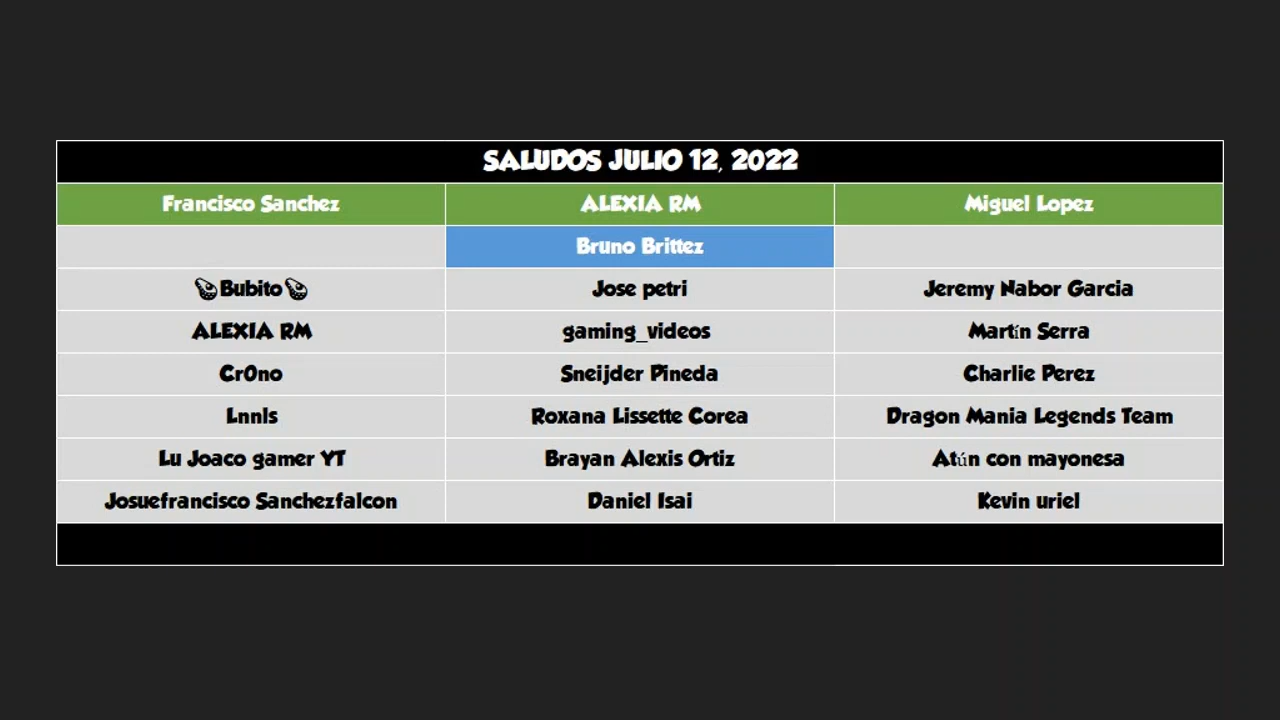 SALUDOS JULIO 12, 2022
Francisco Sanchez ALEXIA RM Miguel Lopez
Bruno Brittez
Bubito Jose petri Jeremy Nabor Garcia
ALEXIA RM gaming_videos Martín Serra
Cr0no Sneijder Pineda Charlie Perez
Lnnls Roxana Lissette Corea Dragon Mania Legends Team
Lu Joaco gamer YT Brayan Alexis Ortiz Atún con mayonesa
Josuefrancisco Sanchezfalcon Daniel Isai Kevin uriel